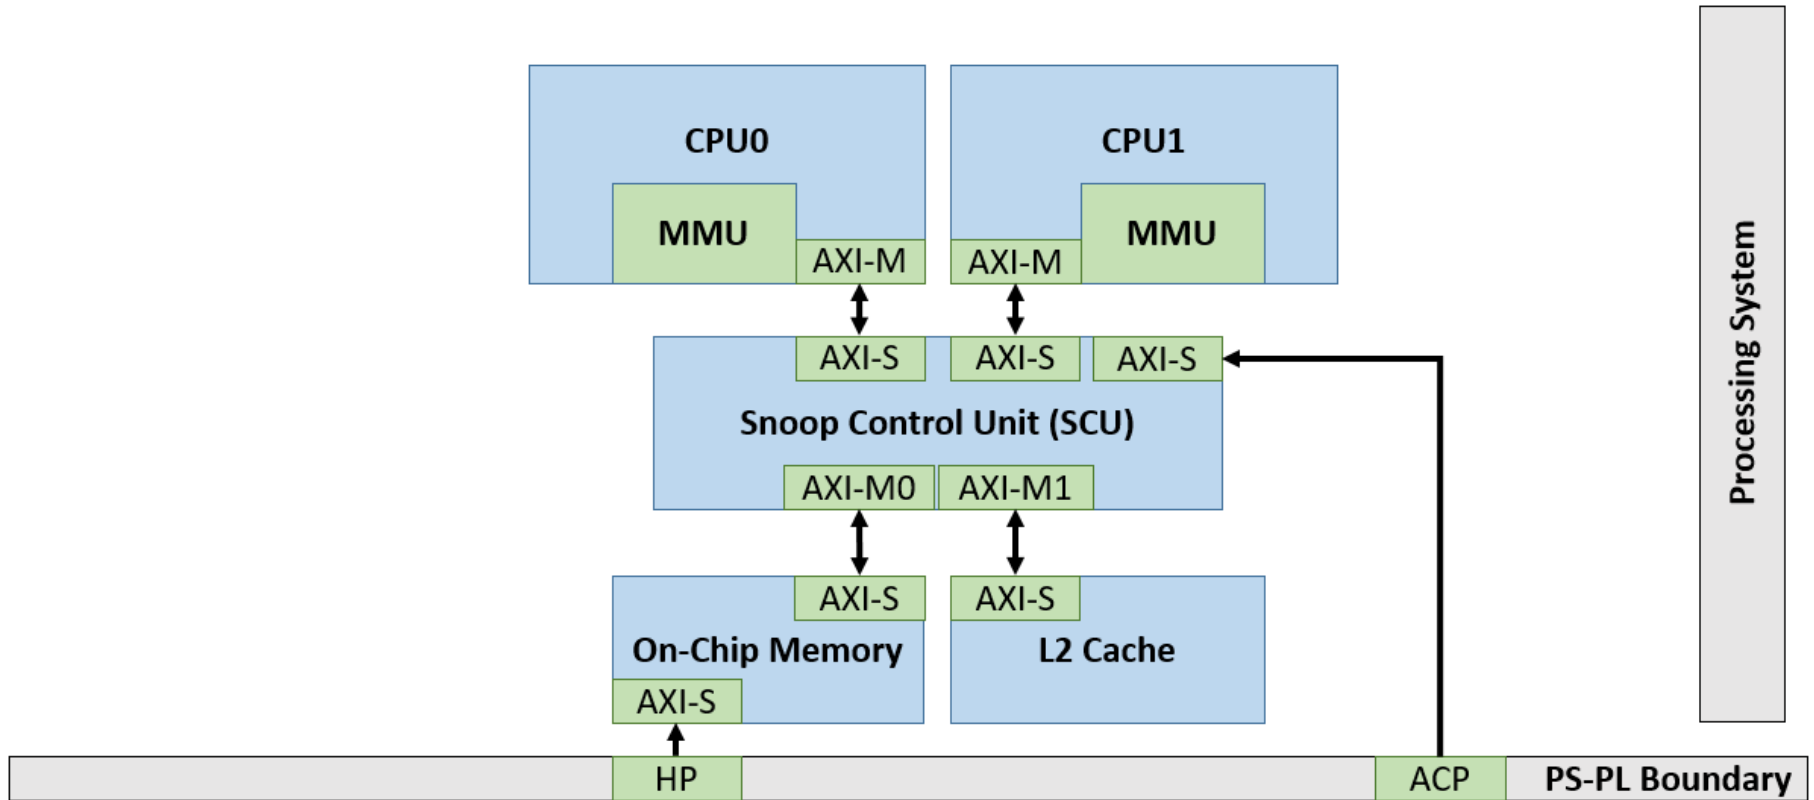 CPU0
CPU1
MMU
MMU
AXI-M
AXI-M
AXI-S
AXI-S
AXI-S
Snoop Control Unit (SCU)
AXI-M0
AXI-M1
AXI-S
AXI-S
On-Chip Memory
L2 Cache
AXI-S
HP
ACP
PS-PL Boundary
Processing System